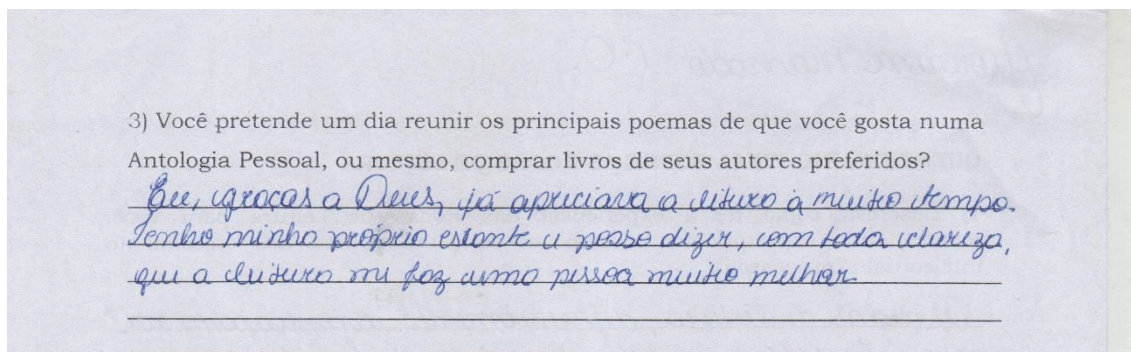 3) Você pretende um dia reunir os principais poemas de que você gosta numa
Antologia Pessoal, ou mesmo, comprar livros de seus autores preferidos?
Eu, graças a Deus, já apreciava a litura à muito tempo.
Tenho minha própria estante e posso dizer, com toda clareza,
que a leitura me faz uma pessoa muito melhor.